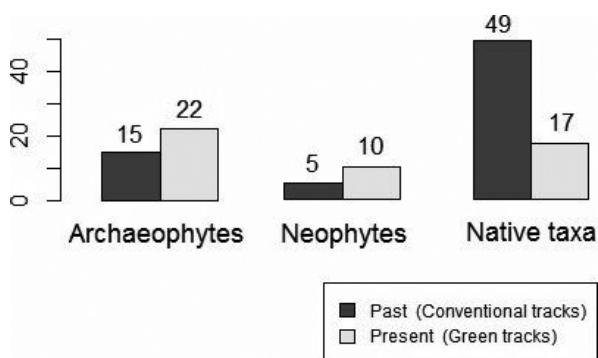 49
40
22
15
17
20
10
5
0
Archaeophytes
Neophytes
Native taxa
Past (Conventional tracks)
Present (Green tracks)